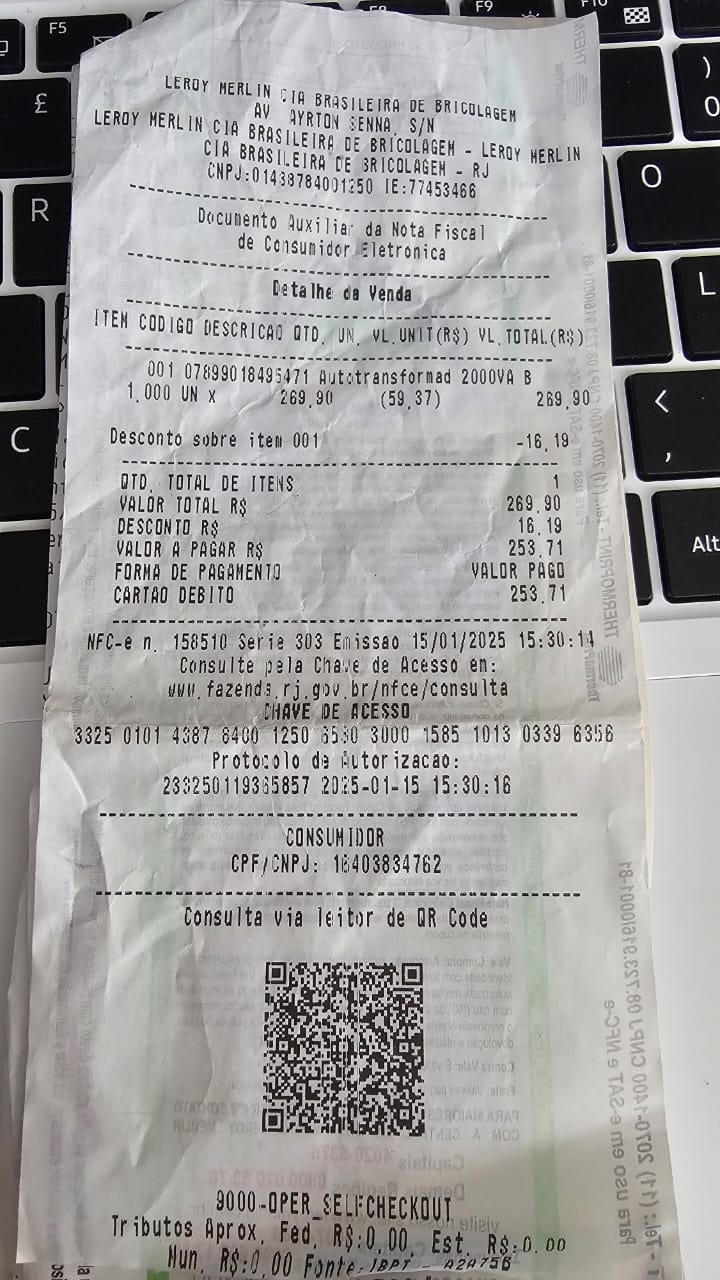 LEROY MERLIN CIA BRASILEIRA DE BRICOLAGEM
AV AYRTON SENNA, S/N
LEROY MERLIN CIA BRASILEIRA DE BRICOLAGEM - LEROY MERLIN
CIA BRASILEIRA DE BRICOLAGEM - RJ
CNPJ:01438784001250 IE:77453466
Documento Auxiliar da Nota Fiscal
de Consumidor Eletronica
Detalhe da Venda
ITEM CODIGO DESCRICAO QTD. UN. VL.UNIT(R$) VL.TOTAL(R$)
001 07899018495471 Autotransformad 2000VA B
1,000 UN X 269,90 (59,37) 269,90
Desconto sobre item 001 -16,19
QTD. TOTAL DE ITENS 1
VALOR TOTAL R$ 269,90
DESCONTO R$ 16,19
VALOR A PAGAR R$ 253,71
FORMA DE PAGAMENTO VALOR PAGO
CARTAO DEBITO 253,71
NFC-e n. 158510 Serie 303 Emissao 15/01/2025 15:30:14
Consulte pela Chave de Acesso em:
www.fazenda.rj.gov.br/nfce/consulta
CHAVE DE ACESSO
3325 0101 4387 8400 1250 6530 3000 1585 1013 0339 6356
Protocolo de Autorizacao:
233250119365857 2025-01-15 15:30:16
CONSUMIDOR
CPF/CNPJ: 16403834762
Consulta via leitor de QR Code
9000-OPER_SELFCHECKOUT
Tributos Aprox. Fed. R$:0,00, Est. R$:0.00
Mun. R$:0,00 Fonte: IBPT - A2A75B
F5
F8
F9
F10
£
R
C
)
0
O
L
<
,
Alt